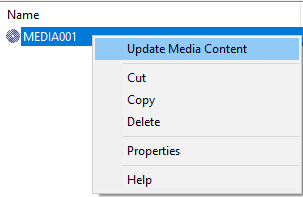 Name
MEDIA001
Update Media Content
Cut
Copy
Delete
Properties
Help